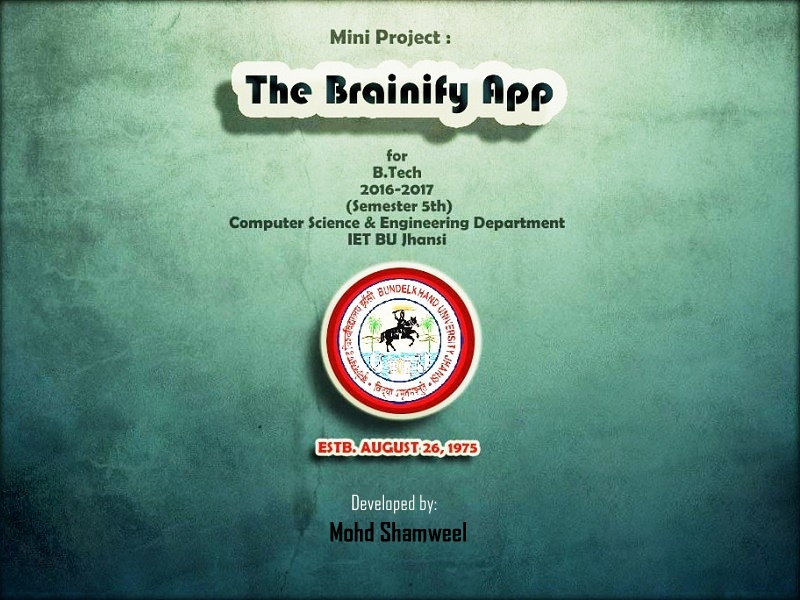 Mini Project :
The Brainify App
for
B.Tech
2016-2017
(Semester 5th)
Computer Science & Engineering Department
IET BU Jhansi
BUNDELKHAND UNIVERSITY JHANSI
ESTB. AUGUST 26, 1975
Developed by:
Mohd Shamweel